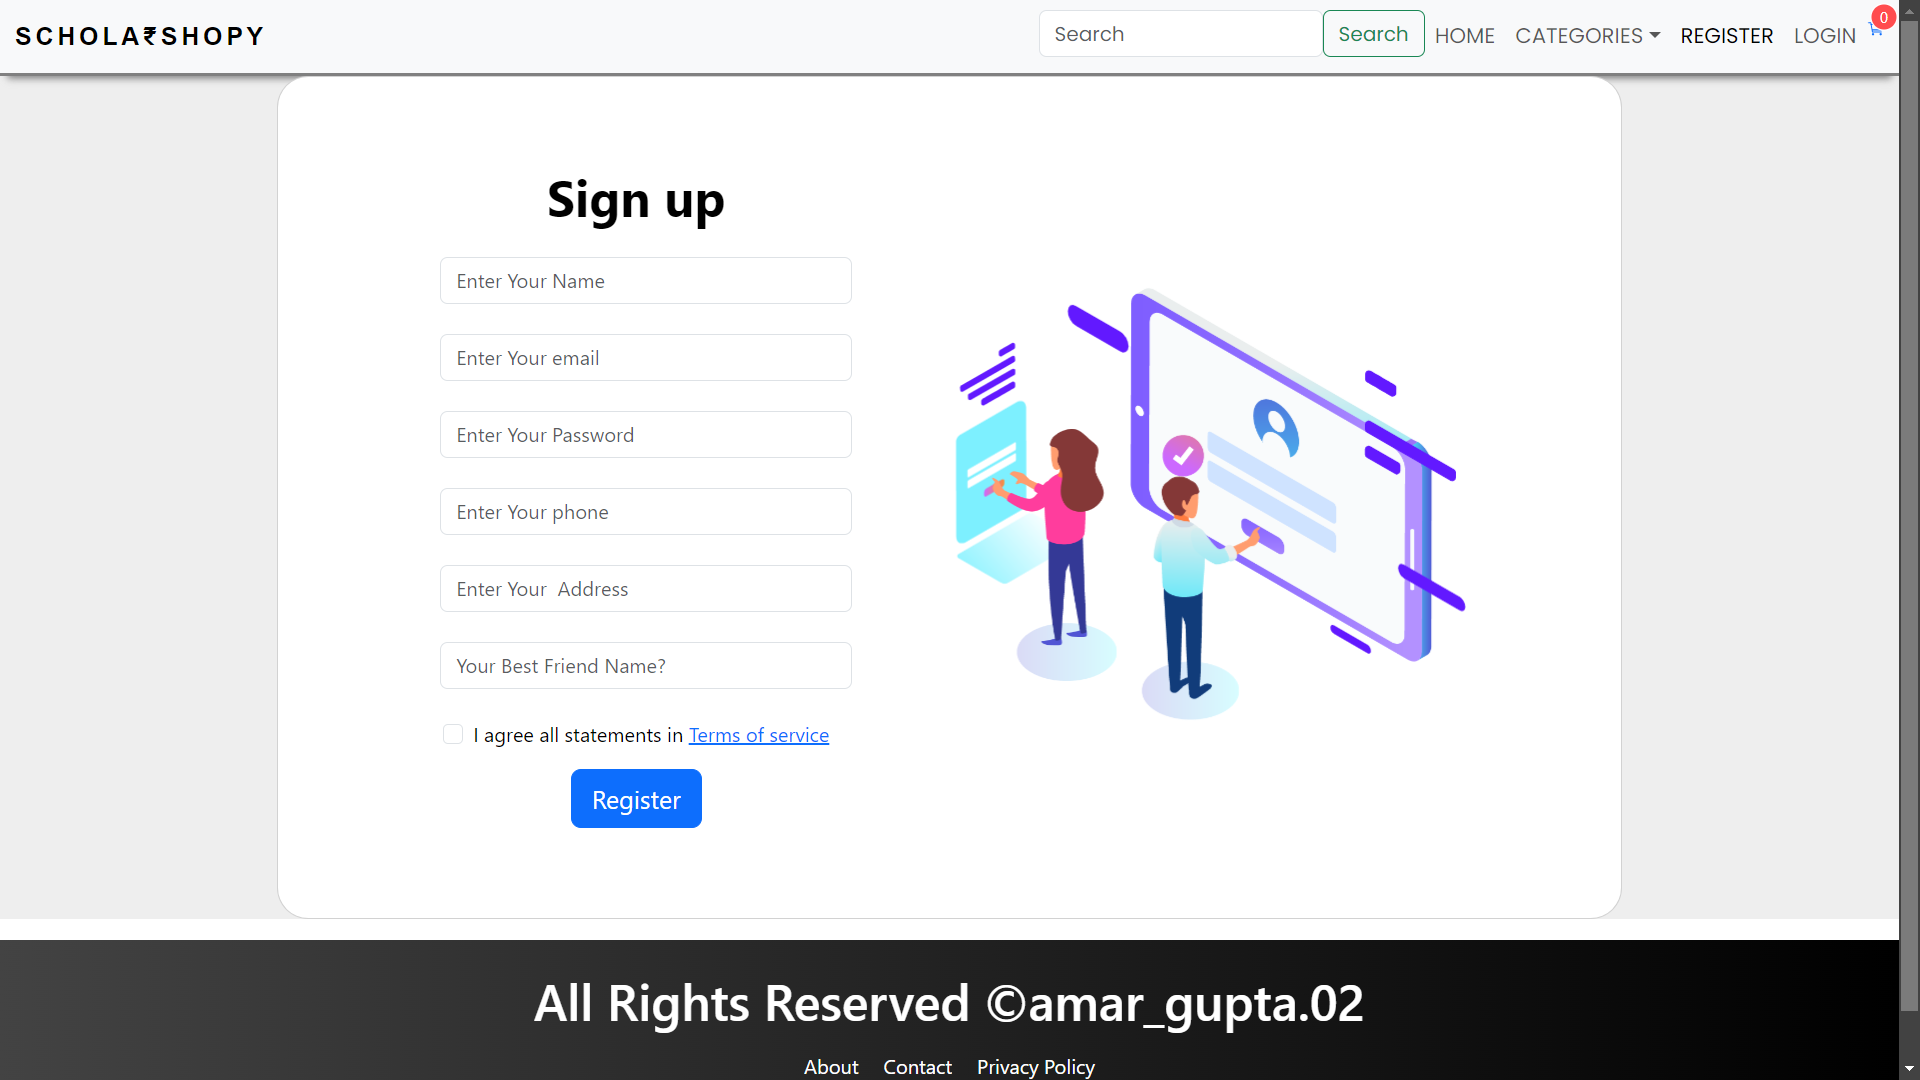 SCHOLA₹SHOPY
Search Search HOME CATEGORIES REGISTER LOGIN 0
Sign up
Enter Your Name
Enter Your email
Enter Your Password
Enter Your phone
Enter Your  Address
Your Best Friend Name?
I agree all statements in Terms of service
Register
All Rights Reserved ©amar_gupta.02
About Contact Privacy Policy